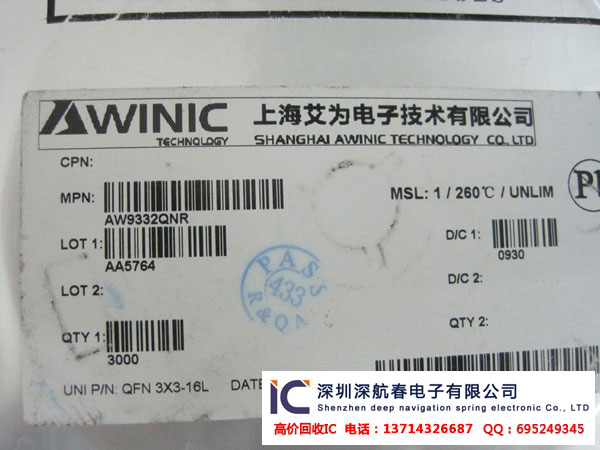 AWINIC
TECHNOLOGY
上海艾为电子技术有限公司
SHANGHAI AWINIC TECHNOLOGY CO., LTD
CPN:
MPN:
AW9332QNR
MSL: 1 / 260℃ / UNLIM
LOT 1:
AA5764
D/C 1:
0930
LOT 2:
D/C 2:
PASS
433
R&QA
QTY 1:
3000
QTY 2:
UNI P/N: QFN 3X3-16L DATE
IC
深圳深航春电子有限公司
Shenzhen deep navigation spring electronic Co., LTD
高价回收IC 电话：13714326687 QQ：695249345